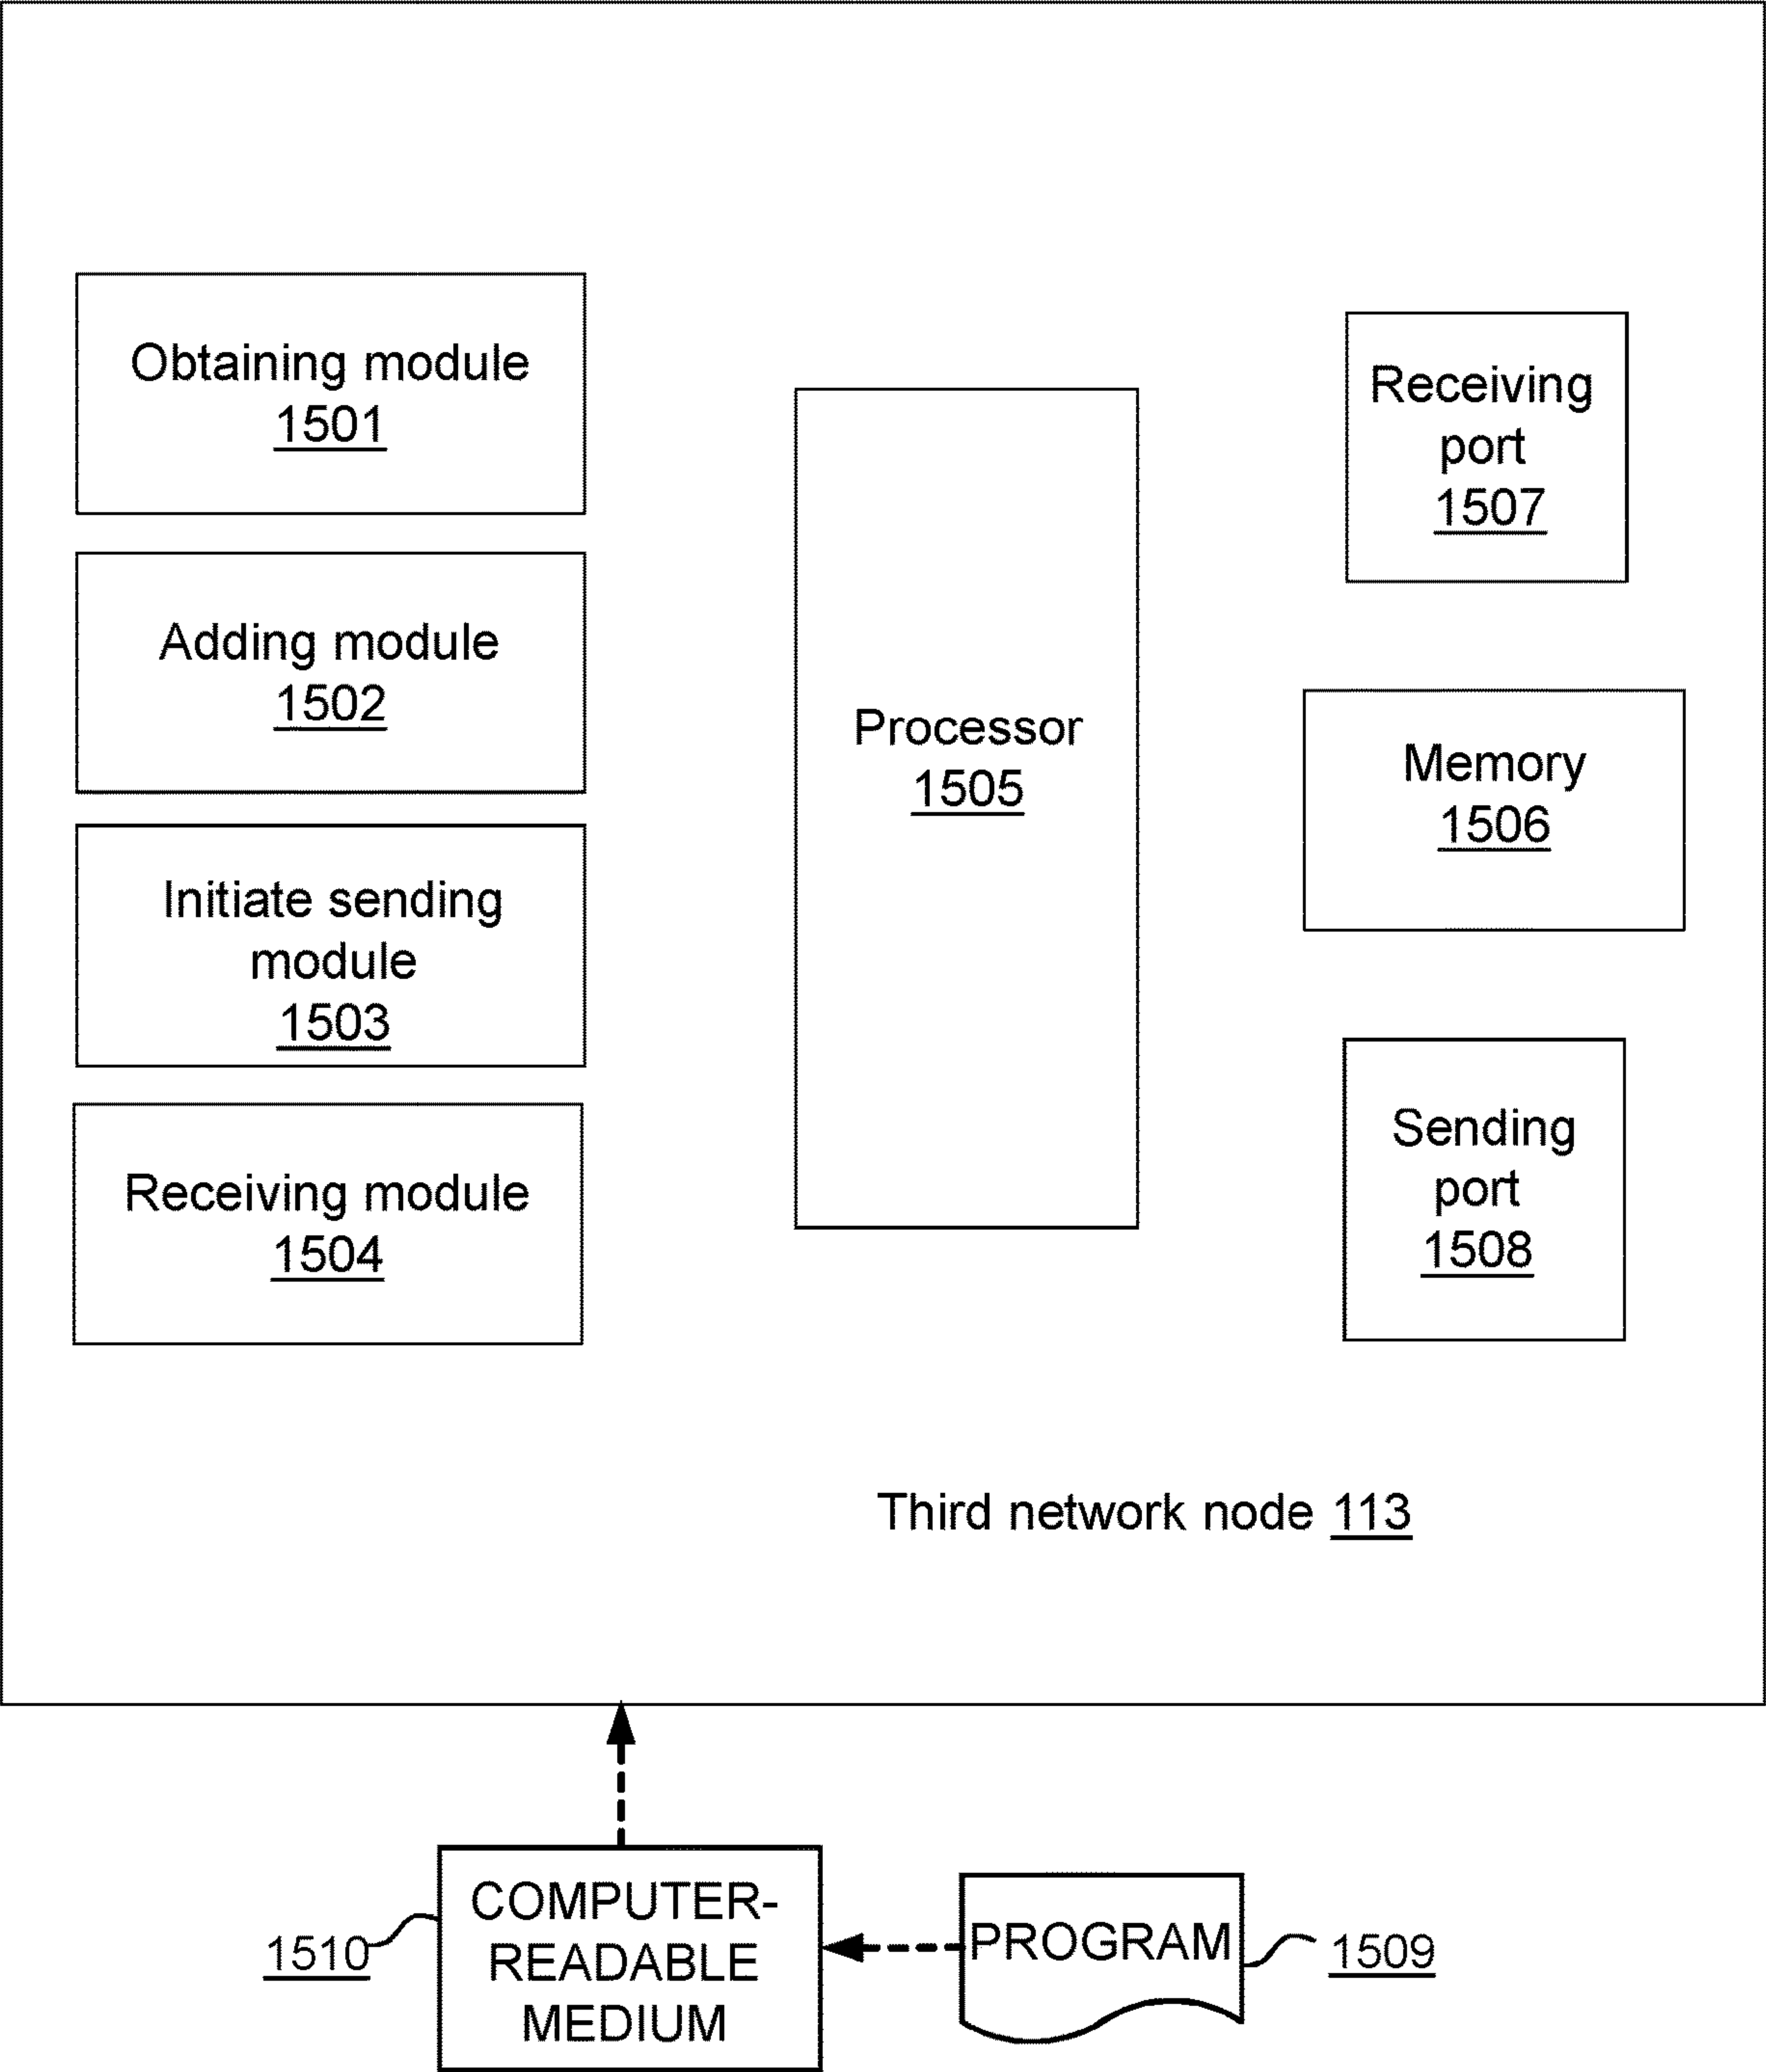 Obtaining module
1501
Adding module
1502
Initiate sending
module
1503
Receiving module
1504
Processor
1505
Receiving
port
1507
Memory
1506
Sending
port
1508
Third network node 113
COMPUTER-
READABLE
MEDIUM
1510
PROGRAM
1509